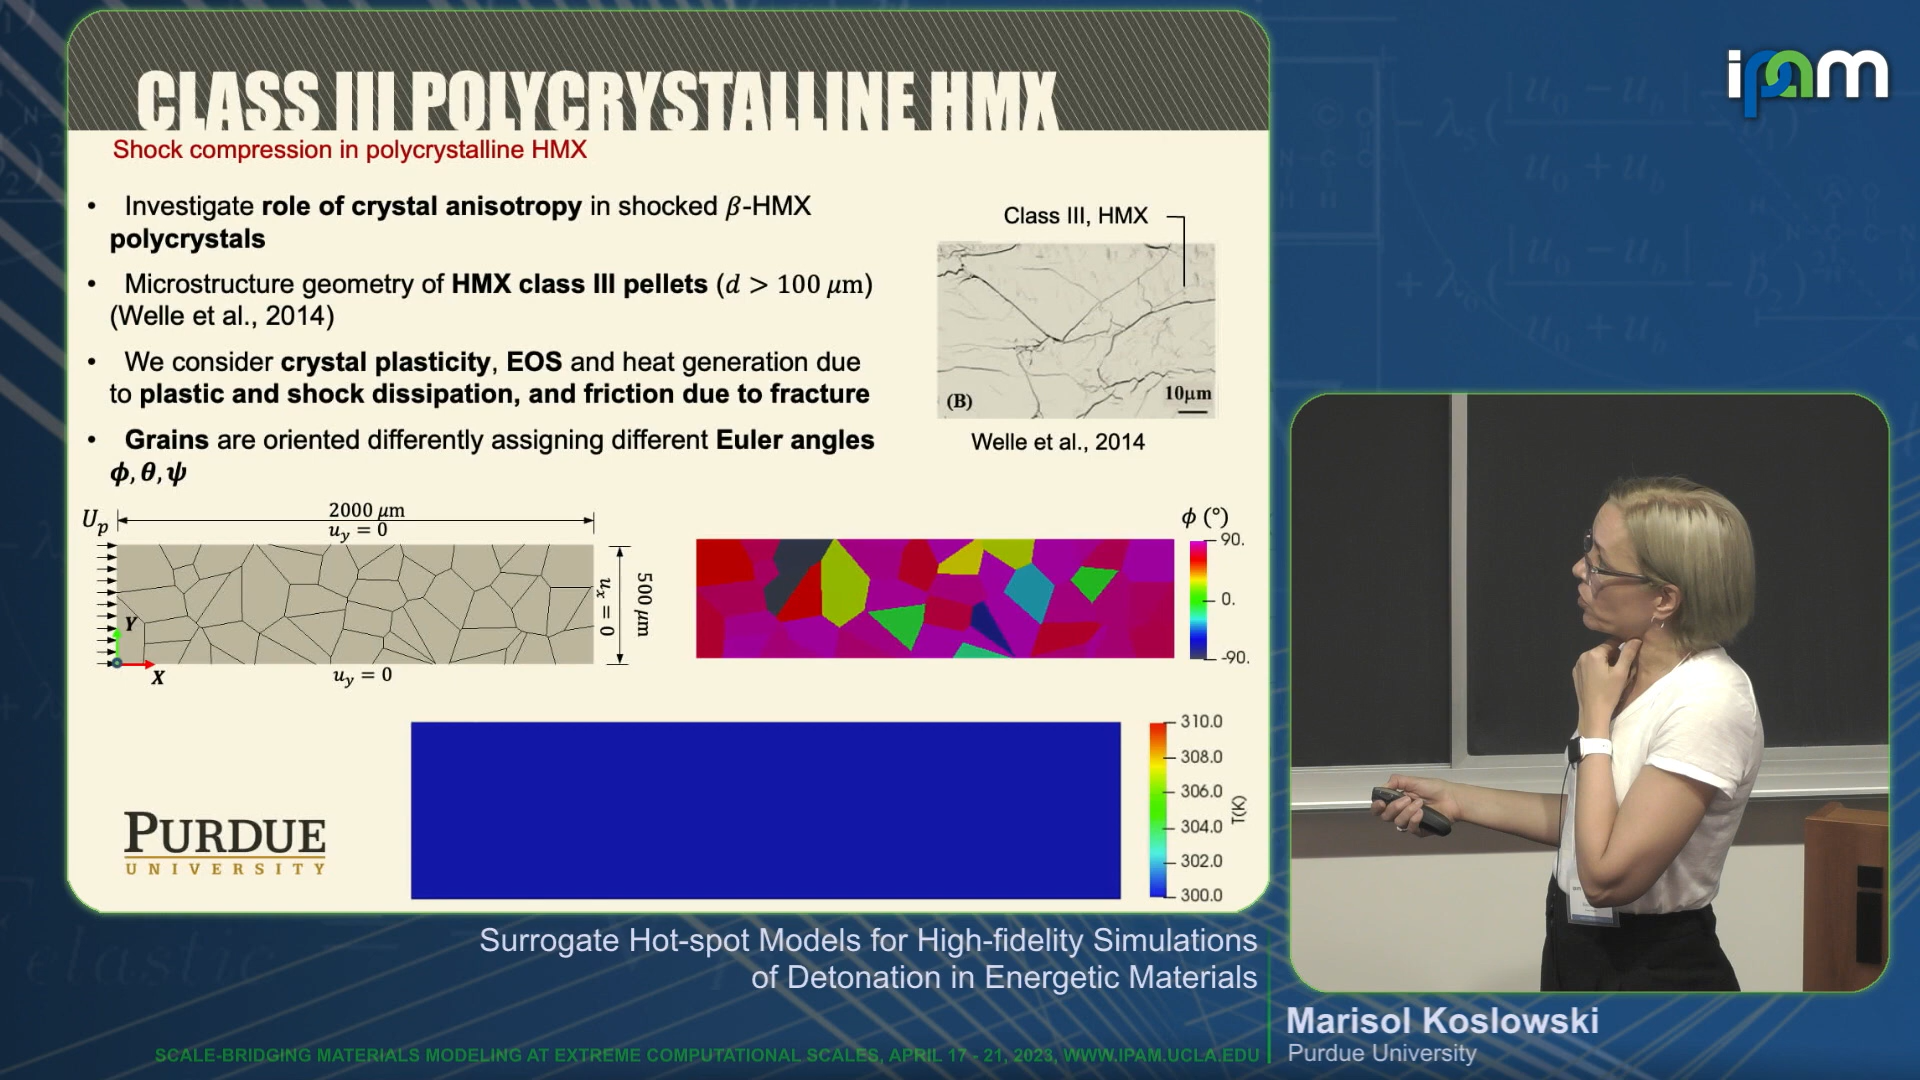 CLASS III POLYCRYSTALLINE HMX
Shock compression in polycrystalline HMX
• Investigate role of crystal anisotropy in shocked β-HMX
polycrystals
• Microstructure geometry of HMX class III pellets (d > 100 μm)
(Welle et al., 2014)
• We consider crystal plasticity, EOS and heat generation due
to plastic and shock dissipation, and friction due to fracture
• Grains are oriented differently assigning different Euler angles
ϕ, θ, ψ
Class III, HMX
(B)
10μm
Welle et al., 2014
U_p
2000 μm
u_y = 0
u_x = 0
500 μm
Y
X
u_y = 0
ϕ (°)
90.
0.
-90.
310.0
308.0
306.0
304.0
302.0
300.0
T(K)
PURDUE
UNIVERSITY
ipam
Surrogate Hot-spot Models for High-fidelity Simulations
of Detonation in Energetic Materials
Marisol Koslowski
Purdue University
SCALE-BRIDGING MATERIALS MODELING AT EXTREME COMPUTATIONAL SCALES, APRIL 17 - 21, 2023, WWW.IPAM.UCLA.EDU
elastic